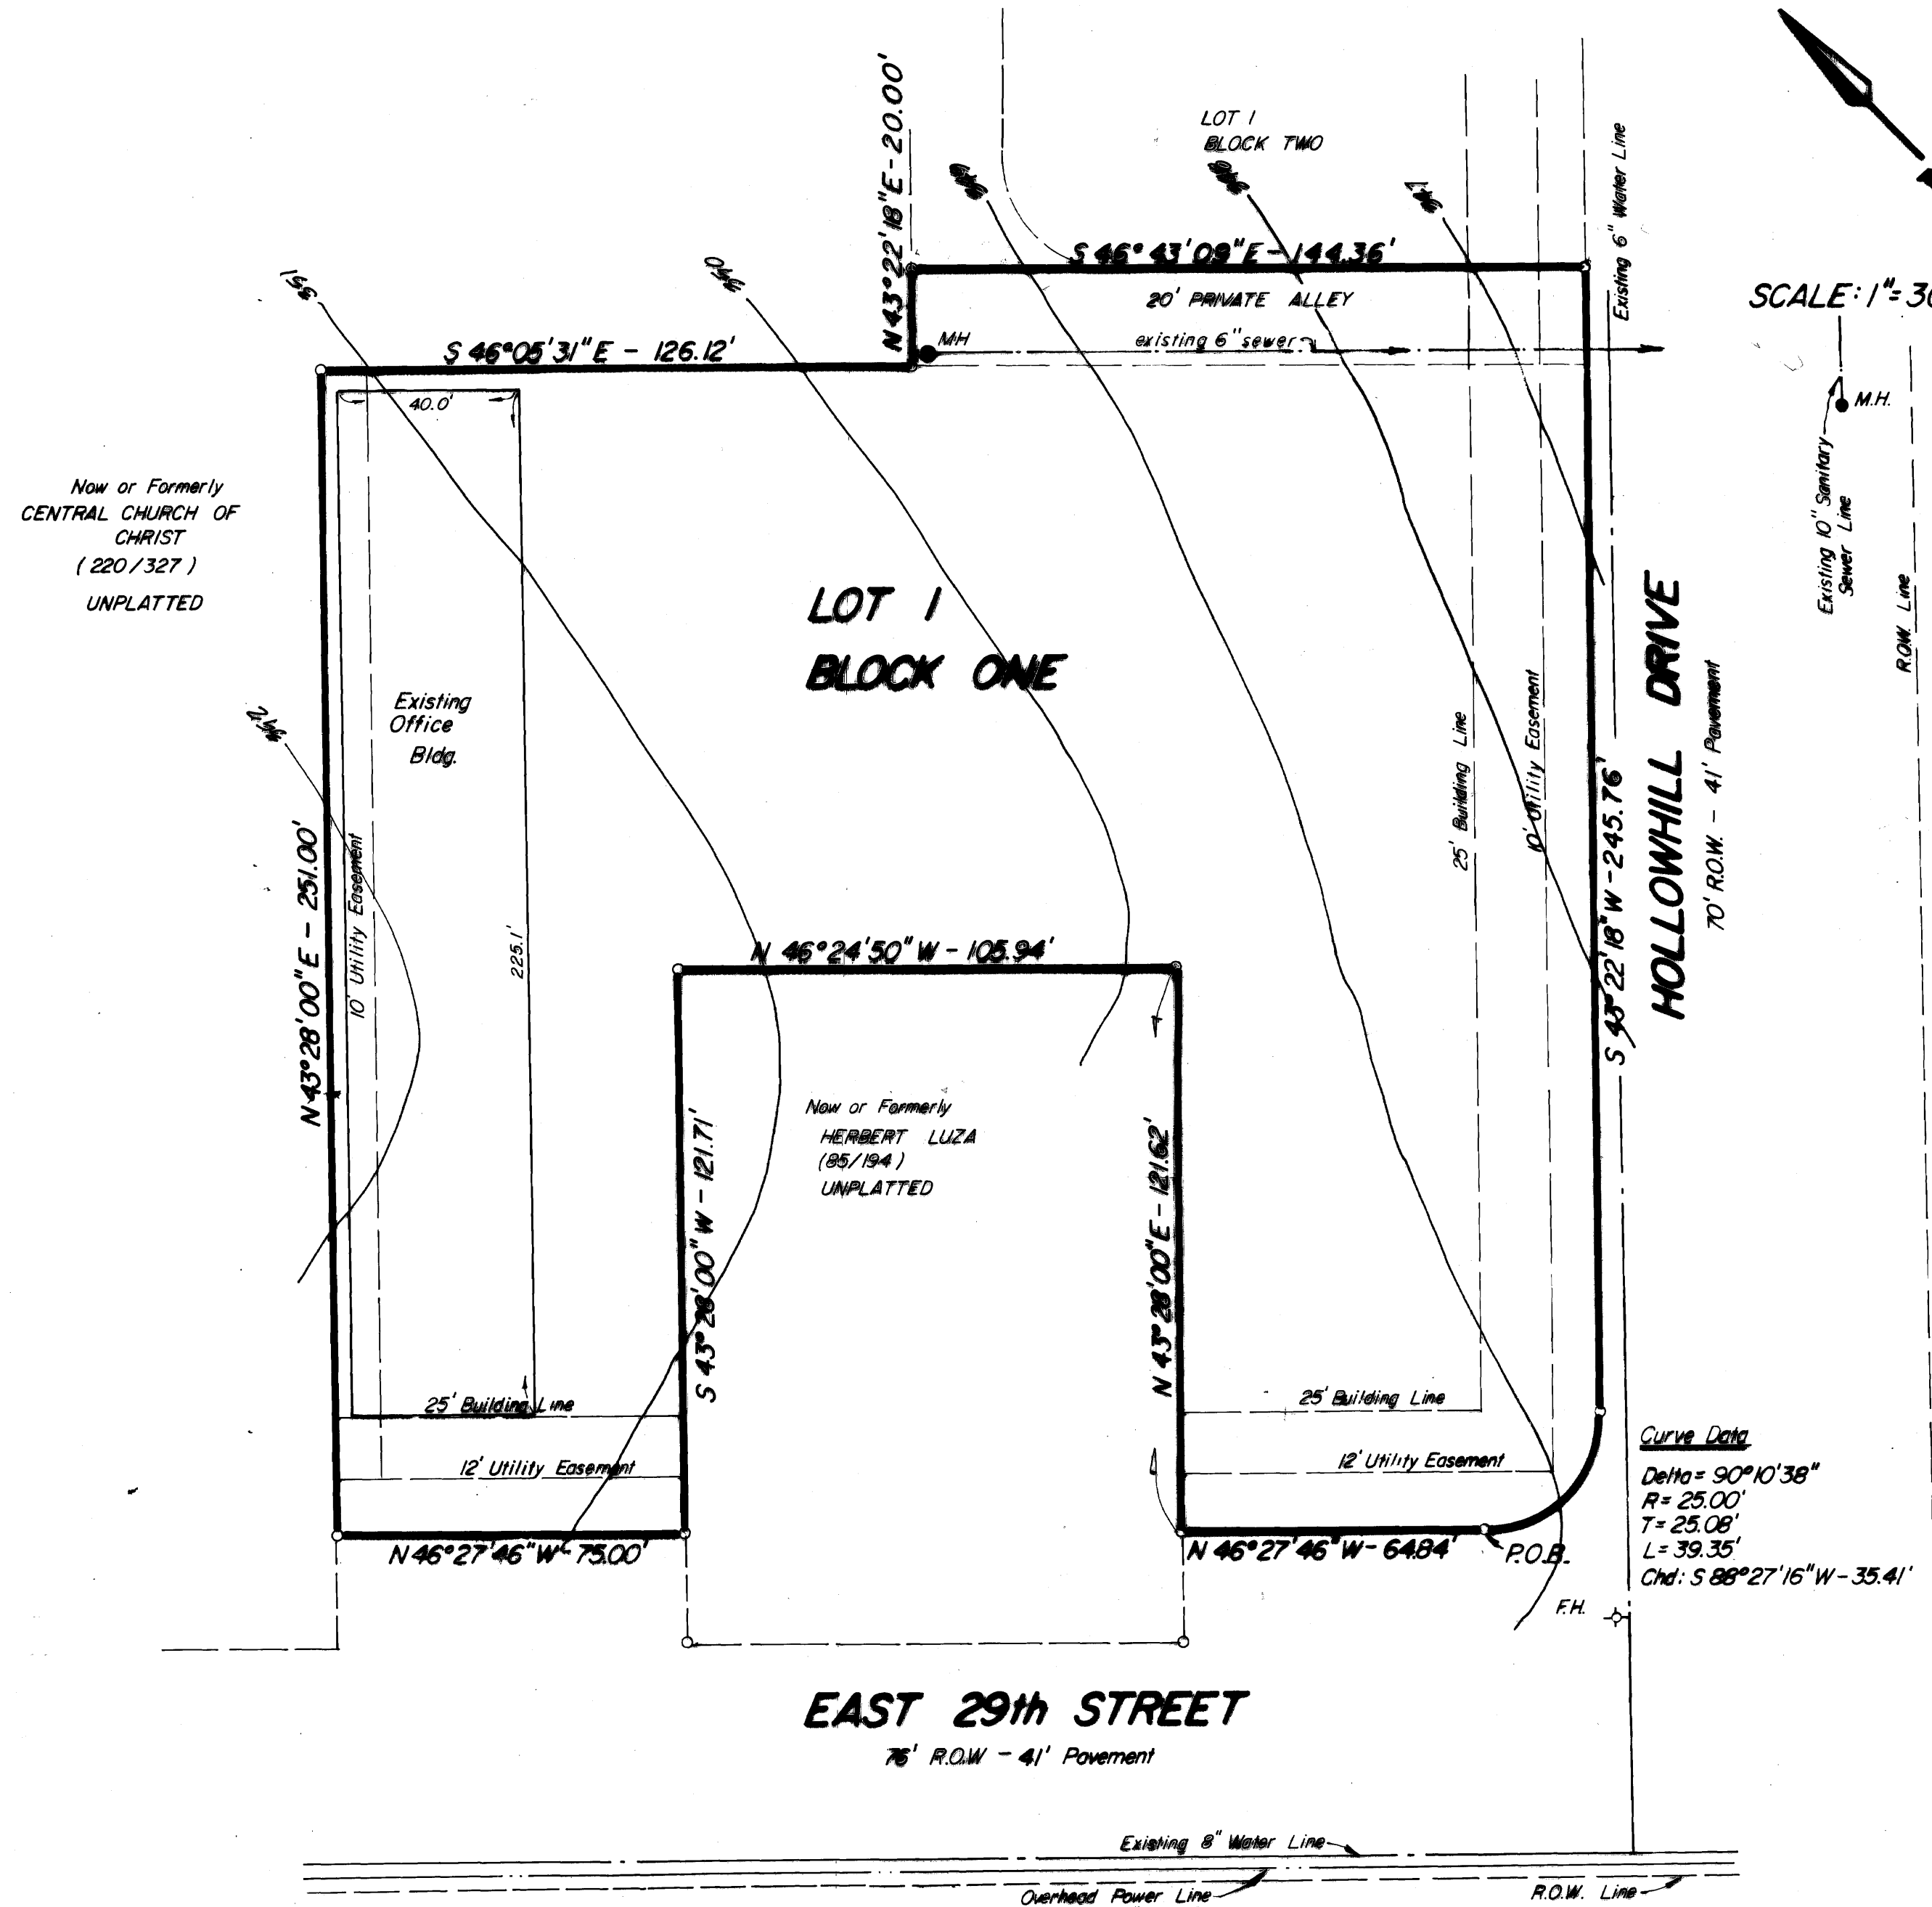 N 43° 22' 18" E - 20.00'
LOT 1
BLOCK TWO
Existing 6" Water Line
S 46° 43' 09" E - 144.36'
20' PRIVATE ALLEY
MH
existing 6" sewer
SCALE: 1"= 30
S 46° 05' 31" E - 126.12'
40.0'
M.H.
Existing 10" Sanitary
Sewer Line
R.O.W. Line
Now or Formerly
CENTRAL CHURCH OF
CHRIST
( 220 / 327 )
UNPLATTED
LOT 1
BLOCK ONE
Existing
Office
Bldg.
N 43° 28' 00" E - 251.00'
10' Utility Easement
225.1'
25' Building Line
10' Utility Easement
S 43° 22' 18" W - 245.76'
HOLLOWHILL DRIVE
70' R.O.W. - 41' Pavement
N 46° 24' 50" W - 105.94'
S 43° 28' 00" W - 121.71'
Now or Formerly
HERBERT LUZA
(85/194)
UNPLATTED
N 43° 28' 00" E - 121.62'
25' Building Line
12' Utility Easement
25' Building Line
12' Utility Easement
N 46° 27' 46" W - 75.00'
N 46° 27' 46" W - 64.84'
P.O.B.
Curve Data
Delta = 90° 10' 38"
R = 25.00'
T = 25.08'
L = 39.35'
Chd: S 88° 27' 16" W - 35.41'
F.H.
EAST 29th STREET
76' R.O.W - 41' Pavement
Existing 8" Water Line
Overhead Power Line
R.O.W. Line